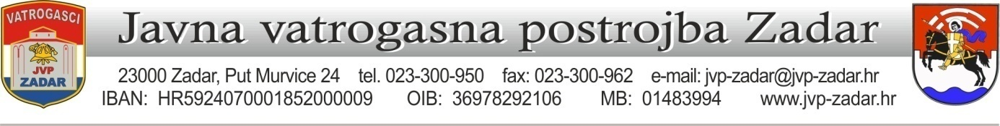 VATROGASCI
JVP
ZADAR
Javna vatrogasna postrojba Zadar
23000 Zadar, Put Murvice 24 tel. 023-300-950 fax: 023-300-962 e-mail: jvp-zadar@jvp-zadar.hr
IBAN: HR5924070001852000009 OIB: 36978292106 MB: 01483994 www.jvp-zadar.hr